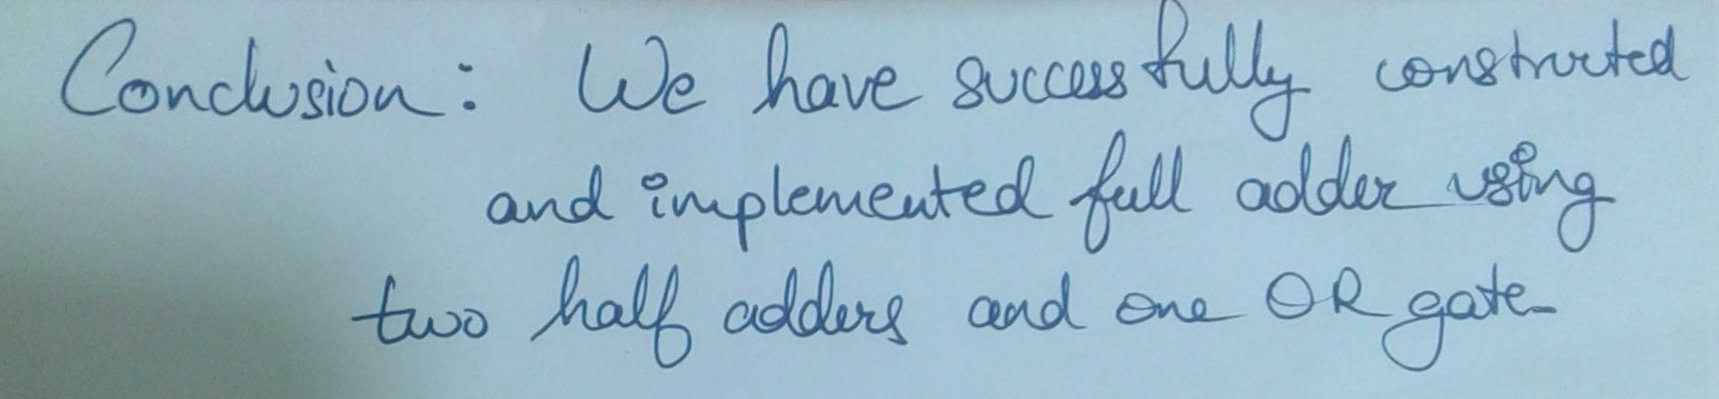 Conclusion: We have successfully constructed
and implemented full adder using
two half adders and one OR gate-